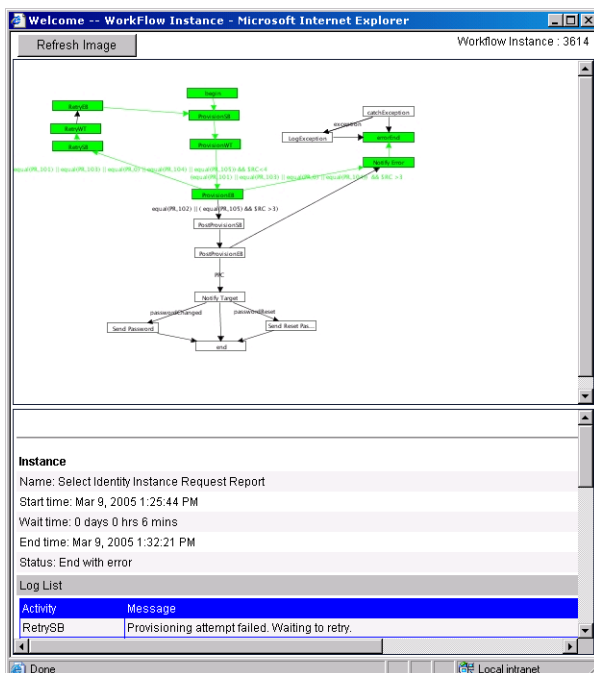 Welcome -- WorkFlow Instance - Microsoft Internet Explorer
Refresh Image
Workflow Instance : 3614
begin
RetryEB
ProvisionSB
catchException
exception
RetryWT
LogException
errorEnd
RetrySB
ProvisionWT
Notify Error
ProvisionEB
equal(PR,102) || ( equal(PR,105) && SRC >3)
PostProvisionSB
PostProvisionEB
Notify Target
passwordChanged
passwordReset
Send Password
Send Reset Pas...
end
Instance
Name: Select Identity Instance Request Report
Start time: Mar 9, 2005 1:25:44 PM
Wait time: 0 days 0 hrs 6 mins
End time: Mar 9, 2005 1:32:21 PM
Status: End with error
Log List
Activity Message
RetrySB Provisioning attempt failed. Waiting to retry.
Done
Local intranet